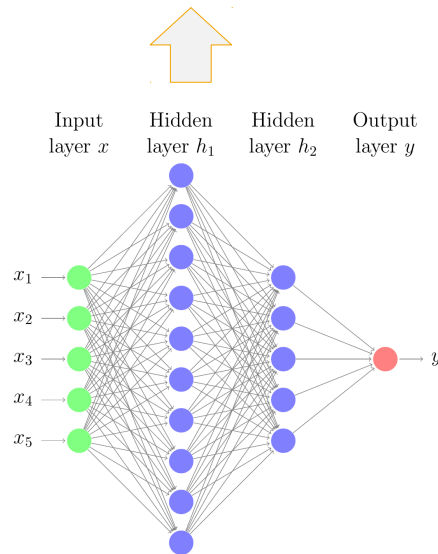 Input Hidden Hidden Output
layer x layer h₁ layer h₂ layer y
x₁
x₂
x₃
y
x₄
x₅